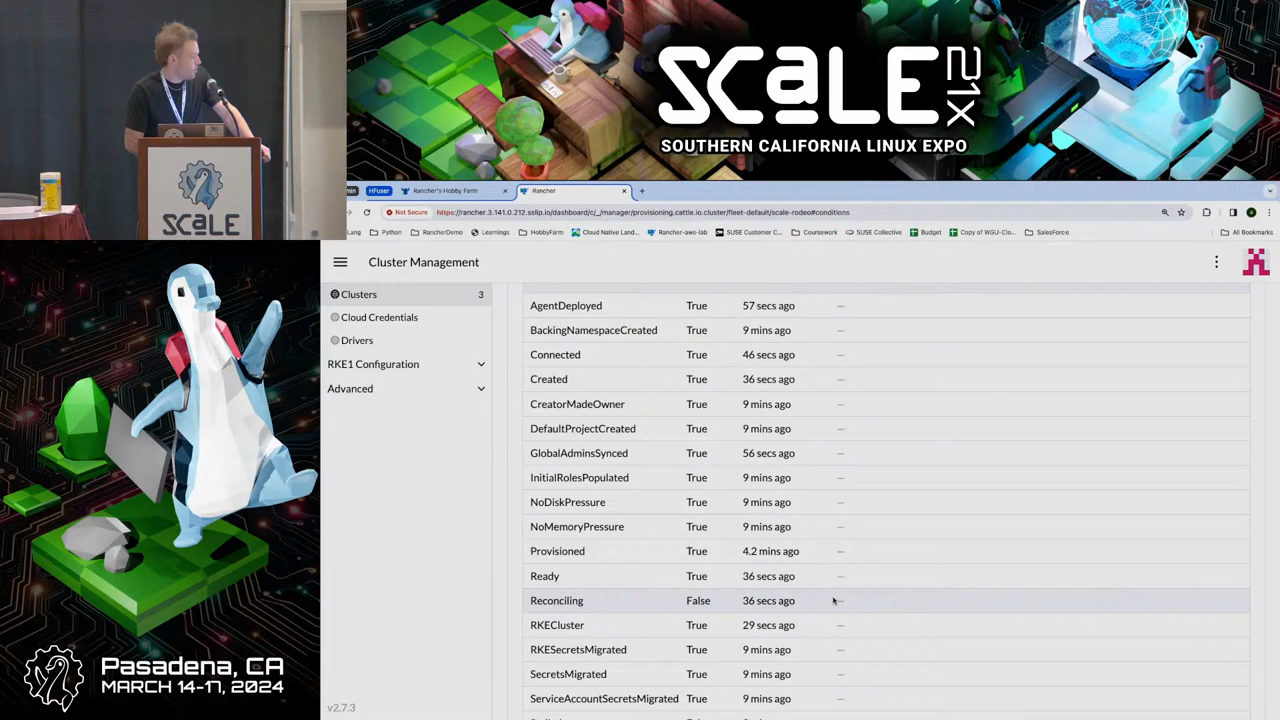 SCaLE 21X
SOUTHERN CALIFORNIA LINUX EXPO
SCaLE
min
HFuser
Rancher's Hobby Farm
Rancher
Not Secure
https://rancher.3.141.0.212.sslip.io/dashboard/c/_/manager/provisioning.cattle.io.cluster/fleet-default/scale-rodeo#conditions
Lang
Python
RancherDemo
Learnings
HobbyFarm
Cloud Native Land...
Rancher-aws-lab
SUSE Customer C...
Coursework
SUSE Collective
Budget
Copy of WGU-Clo...
SalesForce
All Bookmarks
Cluster Management
Clusters 3
Cloud Credentials
Drivers
RKE1 Configuration
Advanced
v2.7.3
AgentDeployed True 57 secs ago —
BackingNamespaceCreated True 9 mins ago —
Connected True 46 secs ago —
Created True 36 secs ago —
CreatorMadeOwner True 9 mins ago —
DefaultProjectCreated True 9 mins ago —
GlobalAdminsSynced True 56 secs ago —
InitialRolesPopulated True 9 mins ago —
NoDiskPressure True 9 mins ago —
NoMemoryPressure True 9 mins ago —
Provisioned True 4.2 mins ago —
Ready True 36 secs ago —
Reconciling False 36 secs ago —
RKECluster True 29 secs ago —
RKESecretsMigrated True 9 mins ago —
SecretsMigrated True 9 mins ago —
ServiceAccountSecretsMigrated True 9 mins ago —
Pasadena, CA
MARCH 14-17, 2024